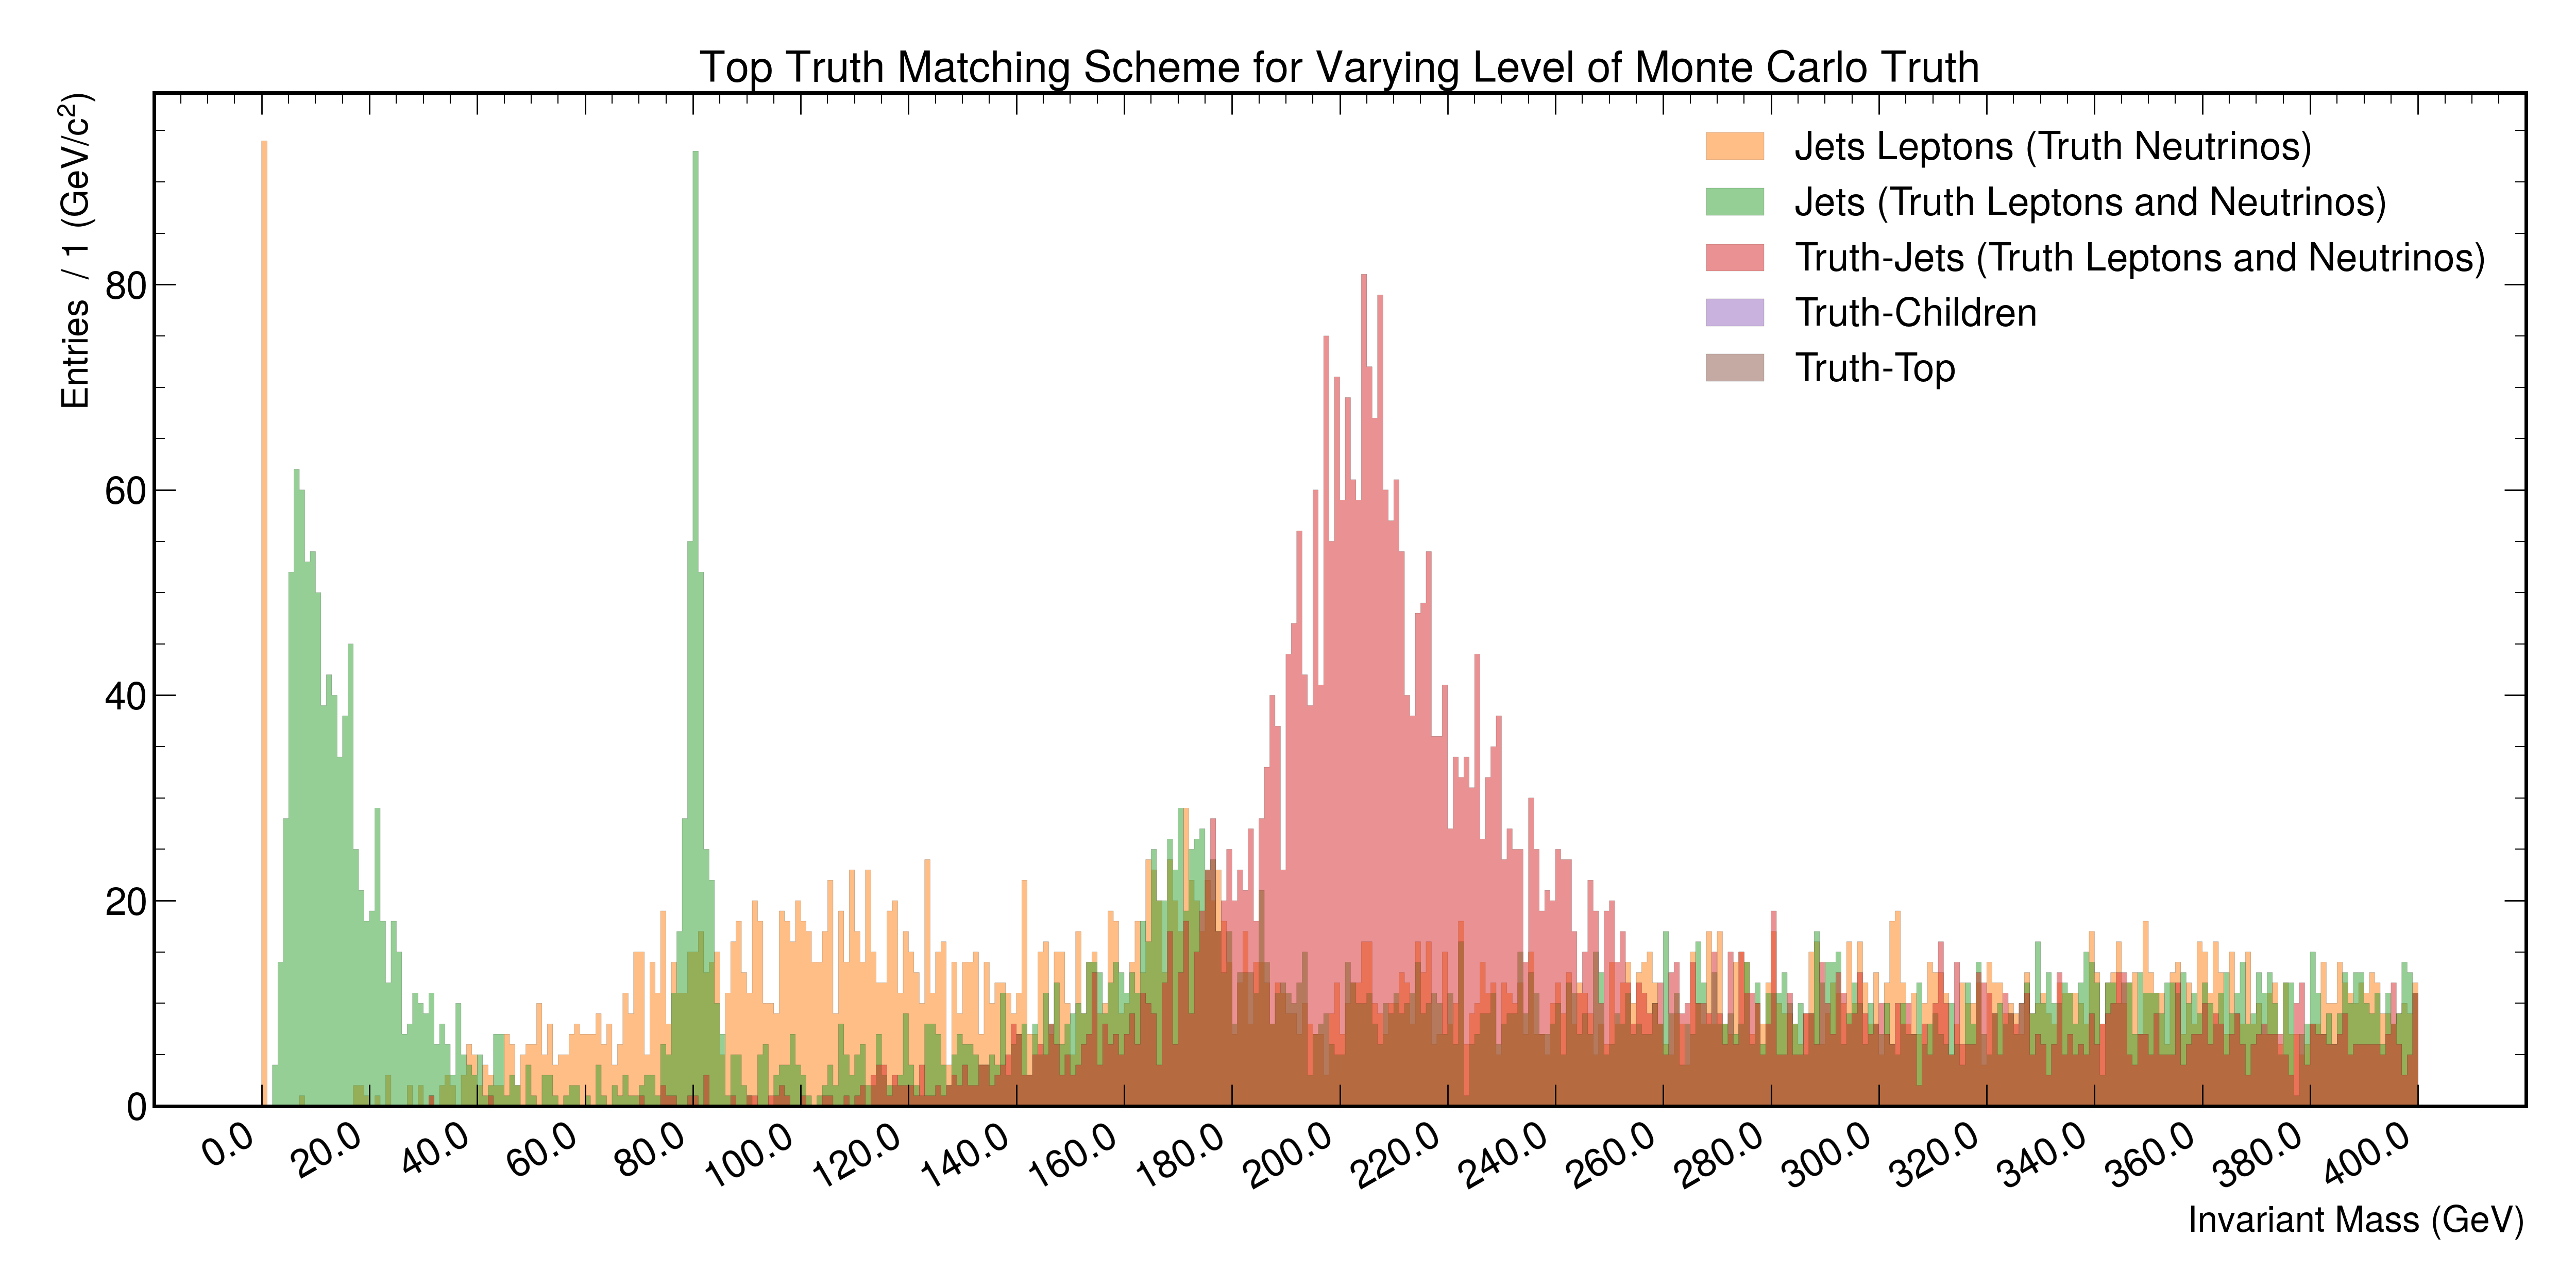 Top Truth Matching Scheme for Varying Level of Monte Carlo Truth
Entries / 1 (GeV/c²)
Jets Leptons (Truth Neutrinos)
Jets (Truth Leptons and Neutrinos)
Truth-Jets (Truth Leptons and Neutrinos)
Truth-Children
Truth-Top
80
60
40
20
0
0.0 20.0 40.0 60.0 80.0 100.0 120.0 140.0 160.0 180.0 200.0 220.0 240.0 260.0 280.0 300.0 320.0 340.0 360.0 380.0 400.0
Invariant Mass (GeV)